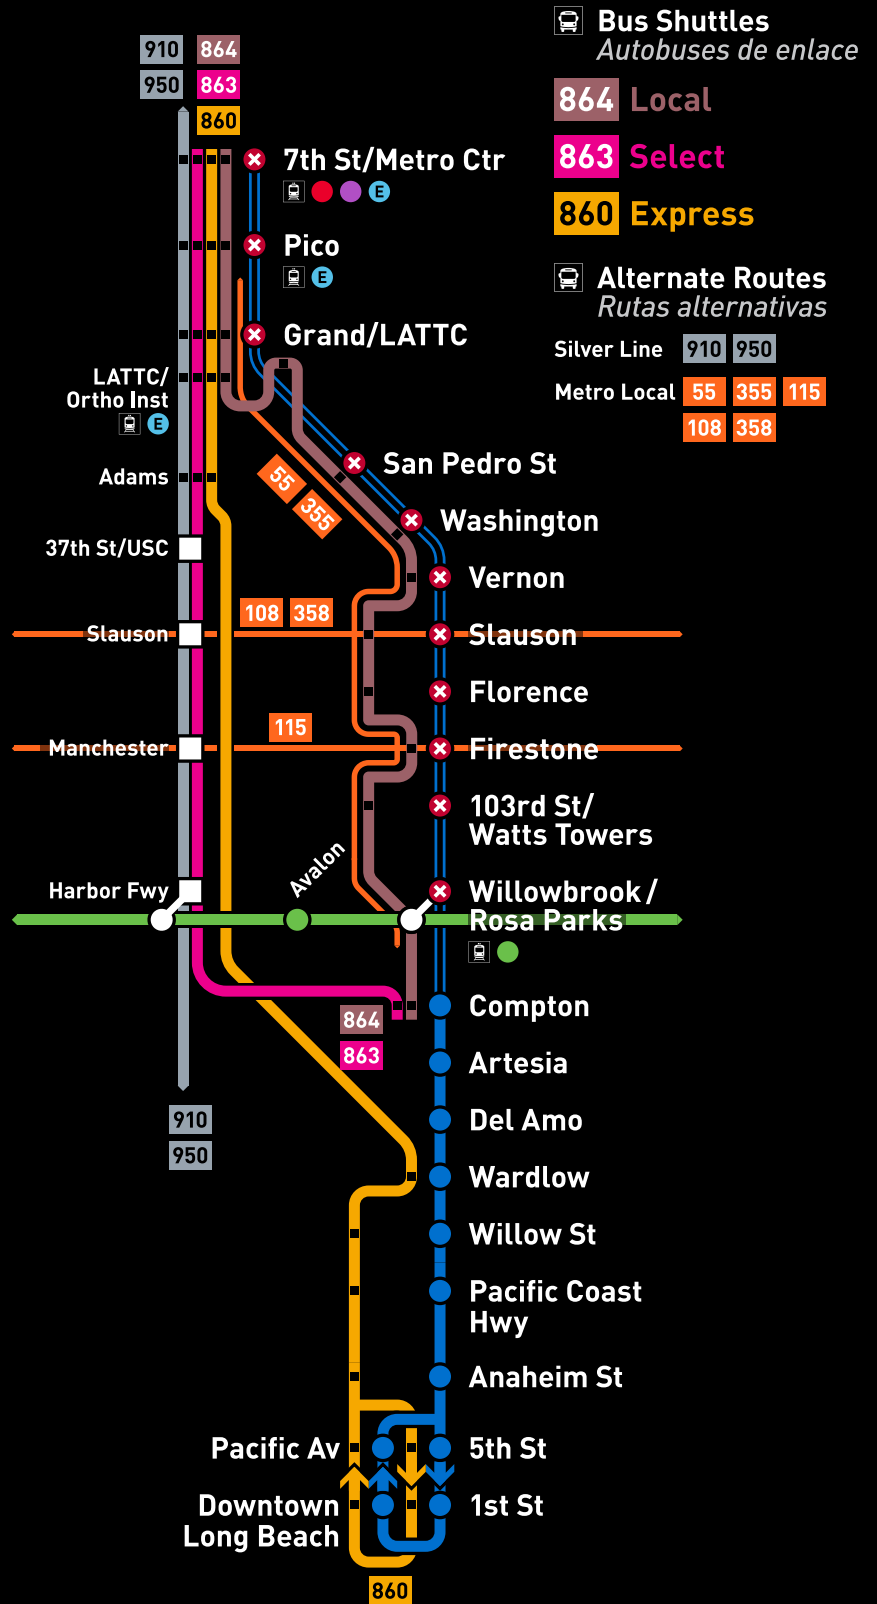 Bus Shuttles
Autobuses de enlace
864 Local
863 Select
860 Express
Alternate Routes
Rutas alternativas
Silver Line 910 950
Metro Local 55 355 115
108 358
910 864
950 863
860
7th St/Metro Ctr
E
Pico
E
Grand/LATTC
LATTC/
Ortho Inst
E
Adams
San Pedro St
55
355
Washington
37th St/USC
Vernon
108 358
Slauson
Slauson
Florence
115
Manchester
Firestone
103rd St/
Watts Towers
Avalon
Harbor Fwy
Willowbrook/
Rosa Parks
Compton
864
863
Artesia
910
950
Del Amo
Wardlow
Willow St
Pacific Coast
Hwy
Anaheim St
Pacific Av
5th St
Downtown
Long Beach
1st St
860